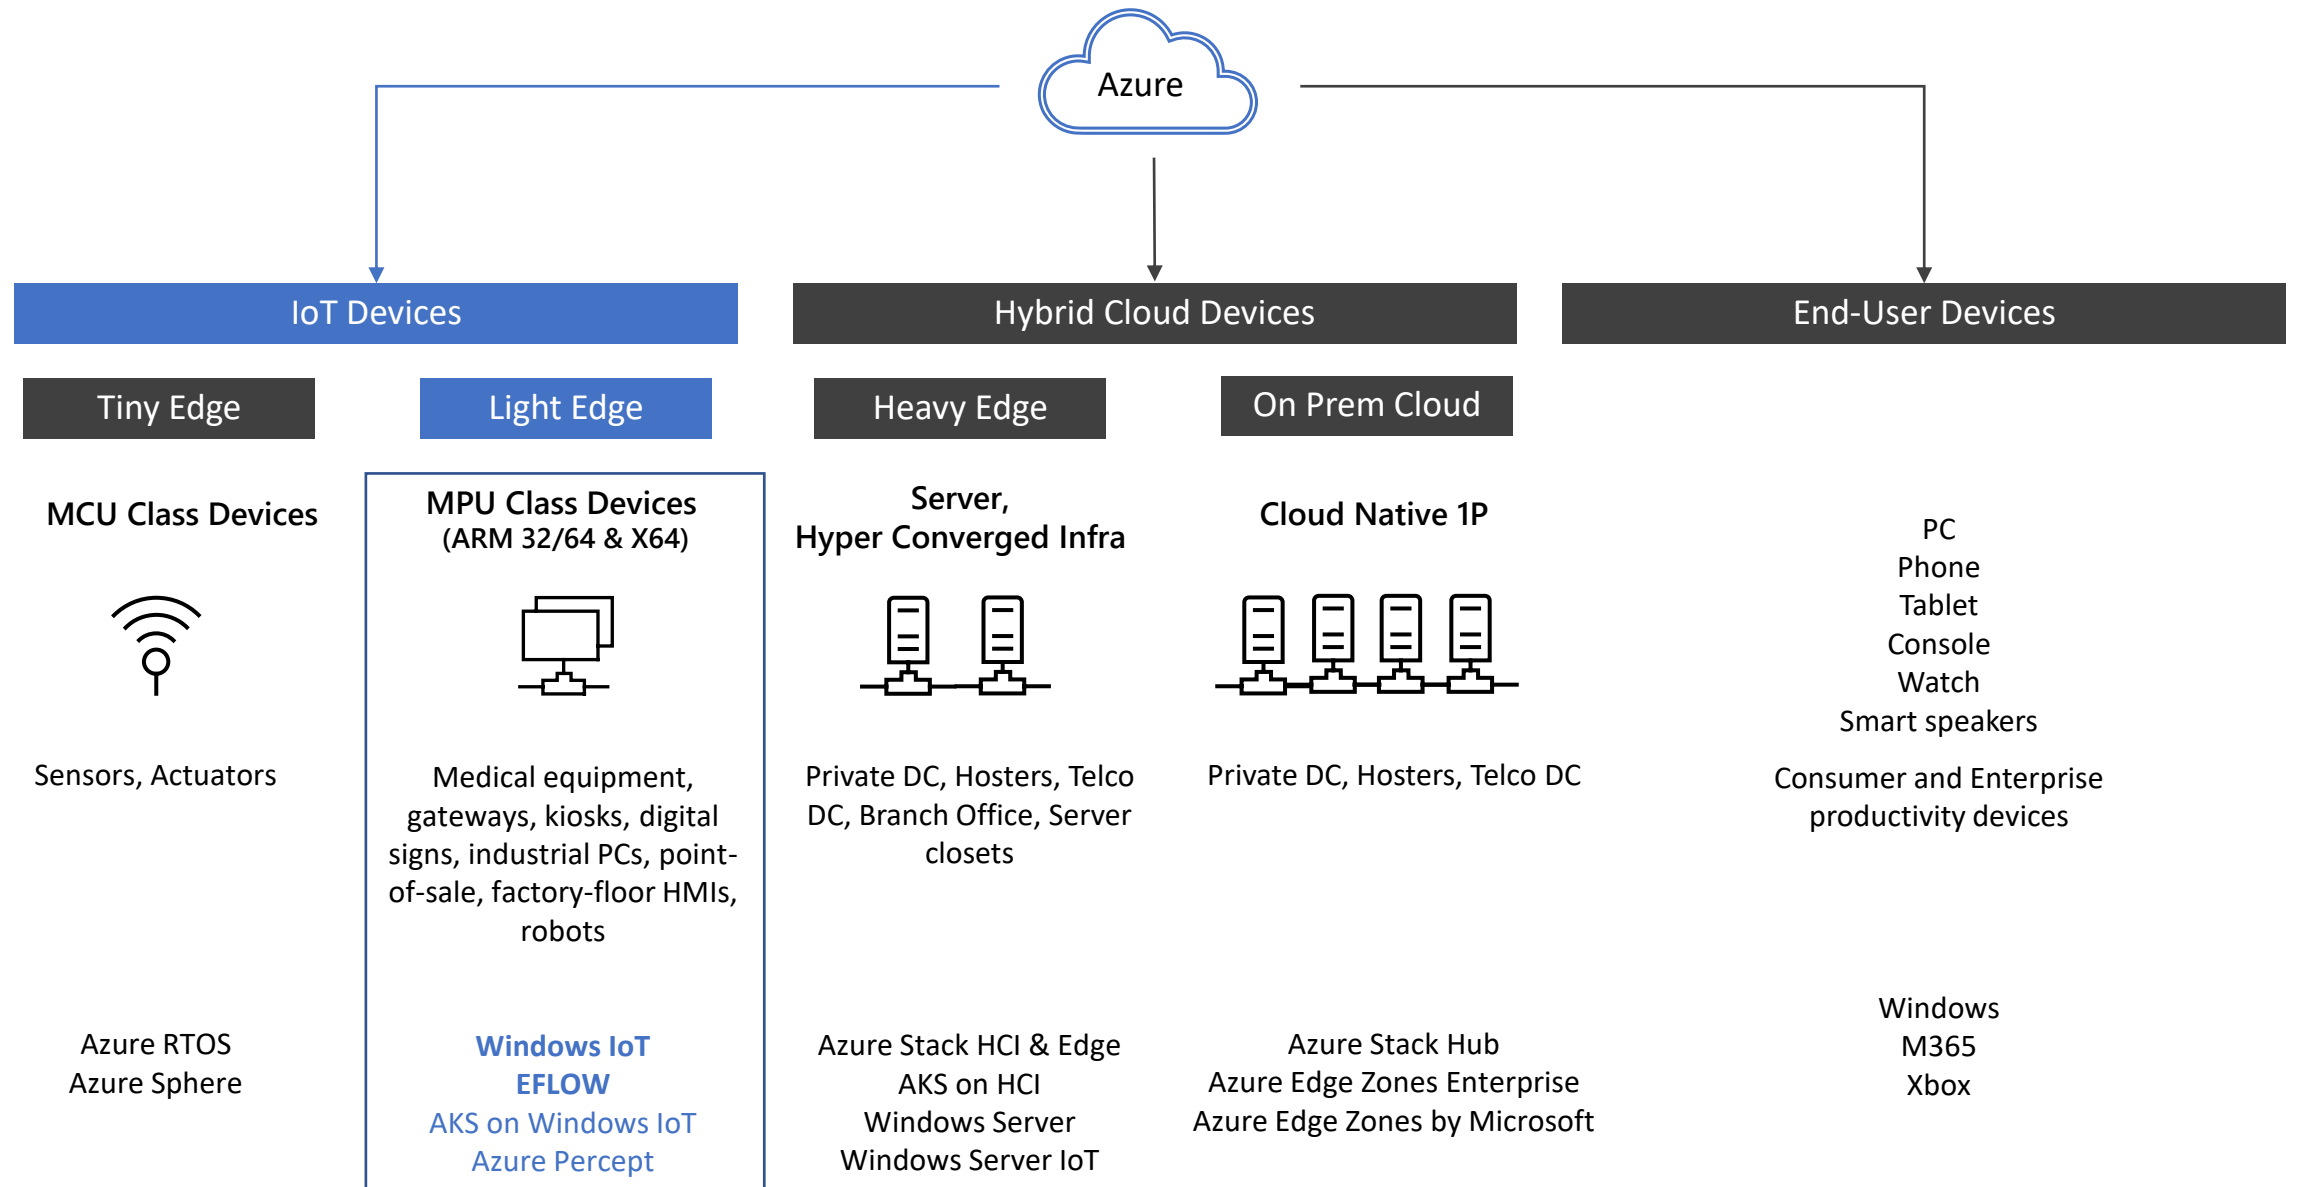 Azure
IoT Devices
Hybrid Cloud Devices
End-User Devices
Tiny Edge
Light Edge
Heavy Edge
On Prem Cloud
MCU Class Devices
Sensors, Actuators
Azure RTOS
Azure Sphere
MPU Class Devices
(ARM 32/64 & X64)
Medical equipment,
gateways, kiosks, digital
signs, industrial PCs, point-
of-sale, factory-floor HMIs,
robots
Windows IoT
EFLOW
AKS on Windows IoT
Azure Percept
Server,
Hyper Converged Infra
Private DC, Hosters, Telco
DC, Branch Office, Server
closets
Azure Stack HCI & Edge
AKS on HCI
Windows Server
Windows Server IoT
Cloud Native 1P
Private DC, Hosters, Telco DC
Azure Stack Hub
Azure Edge Zones Enterprise
Azure Edge Zones by Microsoft
PC
Phone
Tablet
Console
Watch
Smart speakers
Consumer and Enterprise
productivity devices
Windows
M365
Xbox